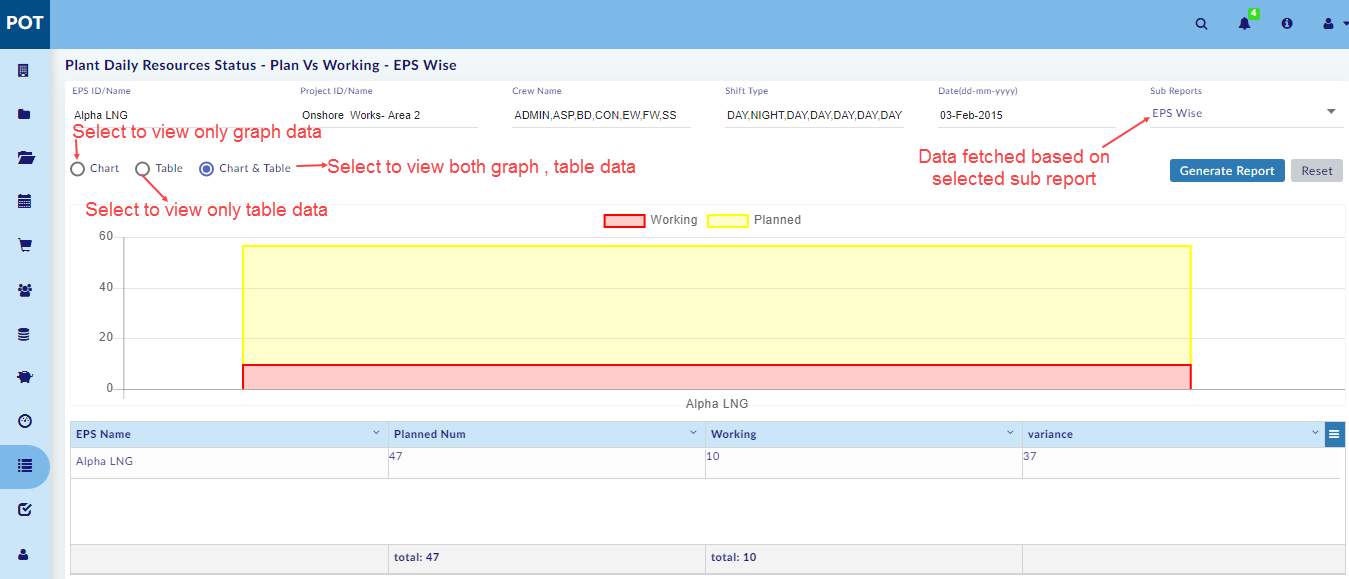 POT
4
Plant Daily Resources Status - Plan Vs Working - EPS Wise
EPS ID/Name Project ID/Name Crew Name Shift Type Date(dd-mm-yyyy) Sub Reports
Alpha LNG Onshore Works- Area 2 ADMIN,ASP,BD,CON,EW,FW,SS DAY,NIGHT,DAY,DAY,DAY,DAY,DAY 03-Feb-2015 EPS Wise
Select to view only graph data
Chart Table Chart & Table
Select to view both graph , table data
Data fetched based on
selected sub report
Generate Report Reset
Select to view only table data
Working Planned
60
40
20
0
Alpha LNG
EPS Name Planned Num Working variance
Alpha LNG 47 10 37
total: 47 total: 10